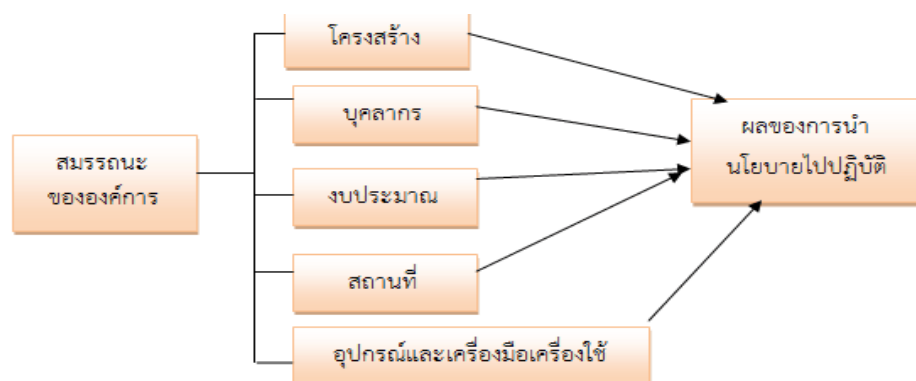 โครงสร้าง
บุคลากร
สมรรถนะ
ขององค์การ
งบประมาณ
สถานที่
อุปกรณ์และเครื่องมือเครื่องใช้
ผลของการนำ
นโยบายไปปฏิบัติ